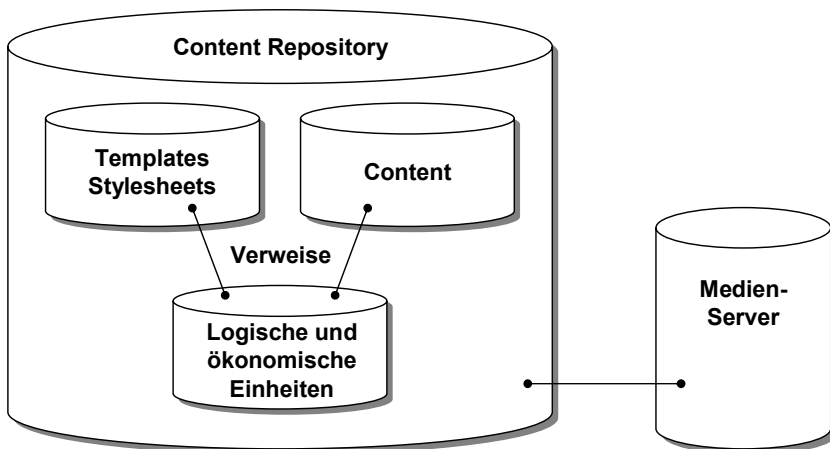 Content Repository
Templates
Stylesheets
Content
Verweise
Logische und
ökonomische
Einheiten
Medien-
Server